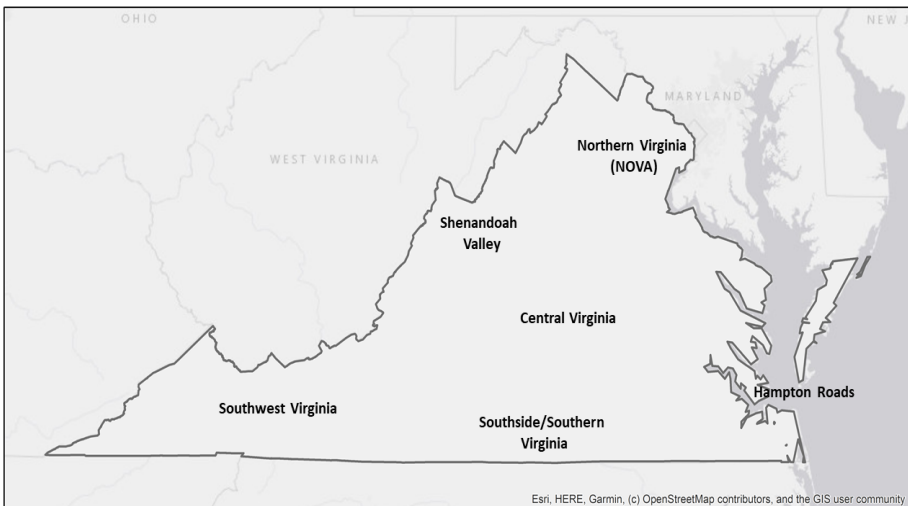 OHIO
NEW J
MARYLAND
WEST VIRGINIA
Northern Virginia
(NOVA)
Shenandoah
Valley
Central Virginia
Hampton Roads
Southwest Virginia
Southside/Southern
Virginia
Esri, HERE, Garmin, (c) OpenStreetMap contributors, and the GIS user community